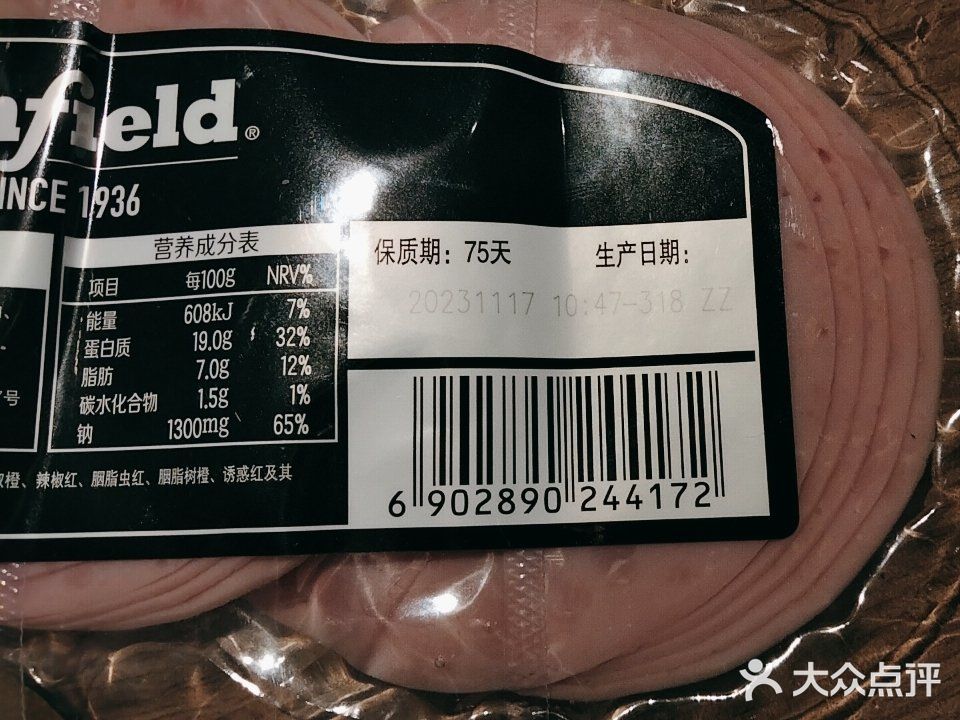 field®
SINCE 1936
营养成分表
项目 每100g NRV%
能量 608kJ 7%
蛋白质 19.0g 32%
脂肪 7.0g 12%
碳水化合物 1.5g 1%
钠 1300mg 65%
橙、辣椒红、胭脂虫红、胭脂树橙、诱惑红及其
保质期：75天 生产日期：
20231117 10:47-318 ZZ
6 902890 244172
号
大众点评